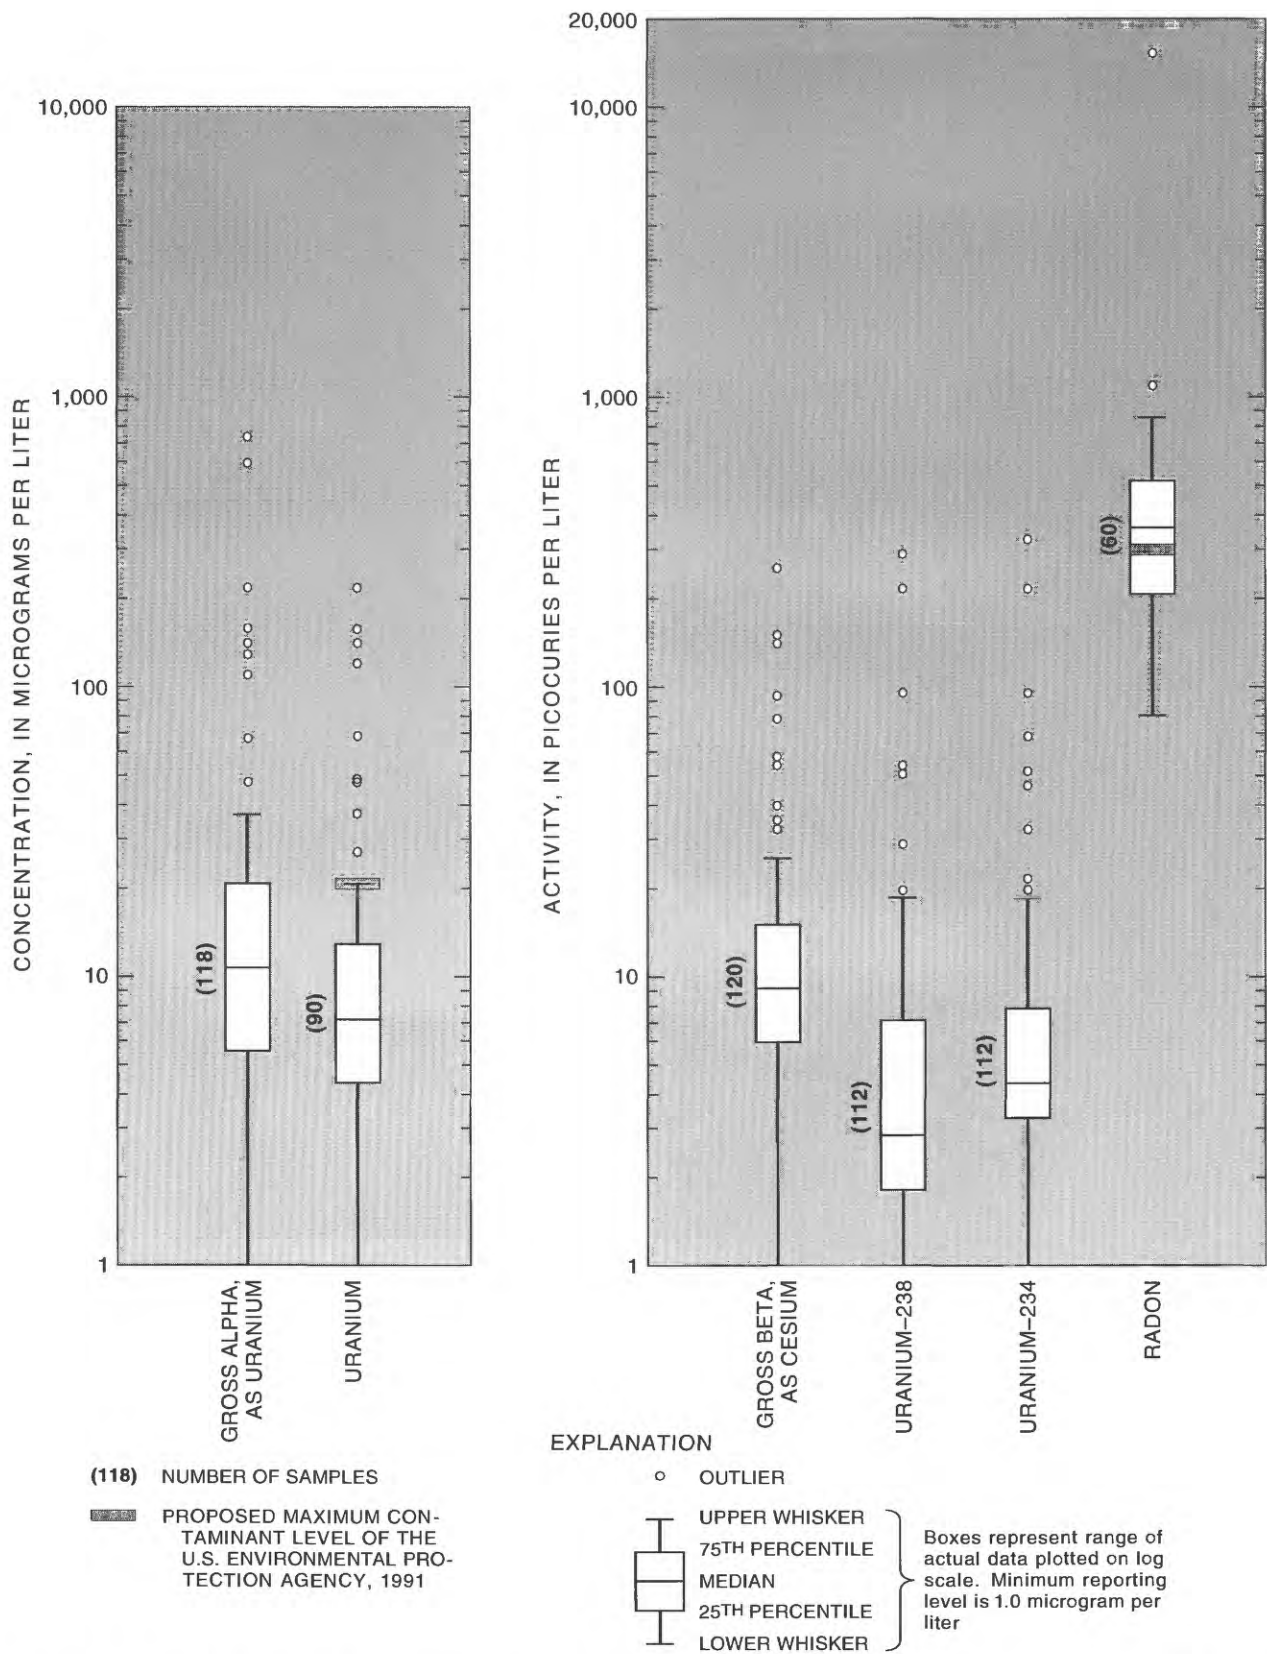 CONCENTRATION, IN MICROGRAMS PER LITER
10,000
1,000
100
10
1
(118)
(90)
GROSS ALPHA,
AS URANIUM
URANIUM
ACTIVITY, IN PICOCURIES PER LITER
20,000
10,000
1,000
100
10
1
(120)
(112)
(112)
(60)
GROSS BETA,
AS CESIUM
URANIUM–238
URANIUM–234
RADON
EXPLANATION
(118) NUMBER OF SAMPLES
PROPOSED MAXIMUM CON-
TAMINANT LEVEL OF THE
U.S. ENVIRONMENTAL PRO-
TECTION AGENCY, 1991
OUTLIER
UPPER WHISKER
75TH PERCENTILE
MEDIAN
25TH PERCENTILE
LOWER WHISKER
Boxes represent range of
actual data plotted on log
scale. Minimum reporting
level is 1.0 microgram per
liter